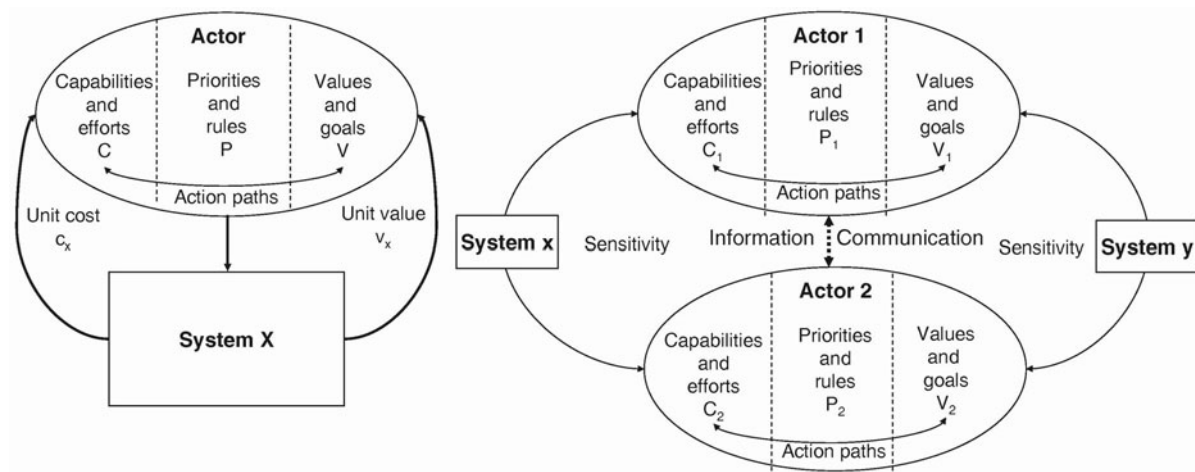 Actor
Capabilities
and
efforts
C
Priorities
and
rules
P
Values
and
goals
V
Action paths
Unit cost
cₓ
Unit value
vₓ
System X
Actor 1
Capabilities
and
efforts
C₁
Priorities
and
rules
P₁
Values
and
goals
V₁
Action paths
System x
Sensitivity
Information
Communication
Sensitivity
System y
Actor 2
Capabilities
and
efforts
C₂
Priorities
and
rules
P₂
Values
and
goals
V₂
Action paths